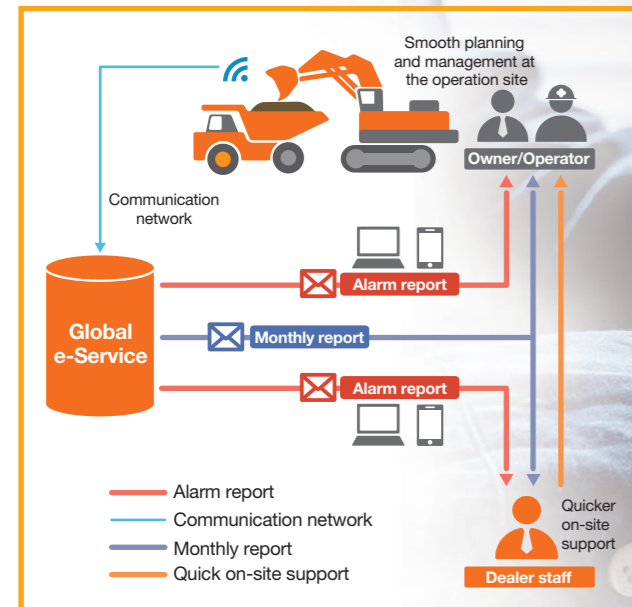 Smooth planning
and management at
the operation site
Owner/Operator
Communication
network
Alarm report
Global
e-Service
Monthly report
Alarm report
Alarm report
Communication network
Monthly report
Quick on-site support
Quicker
on-site
support
Dealer staff